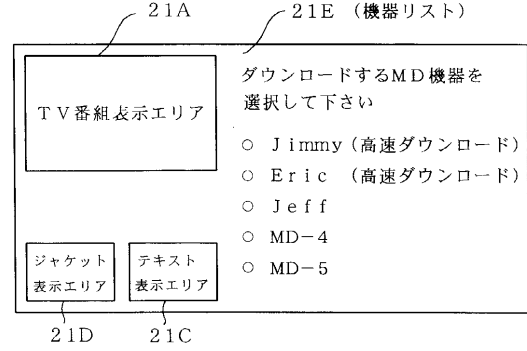 21A
21E （機器リスト）
TV番組表示エリア
ダウンロードするMD機器を
選択して下さい
○ Jimmy（高速ダウンロード）
○ Eric （高速ダウンロード）
○ Jeff
○ MD－4
○ MD－5
ジャケット
表示エリア
テキスト
表示エリア
21D
21C